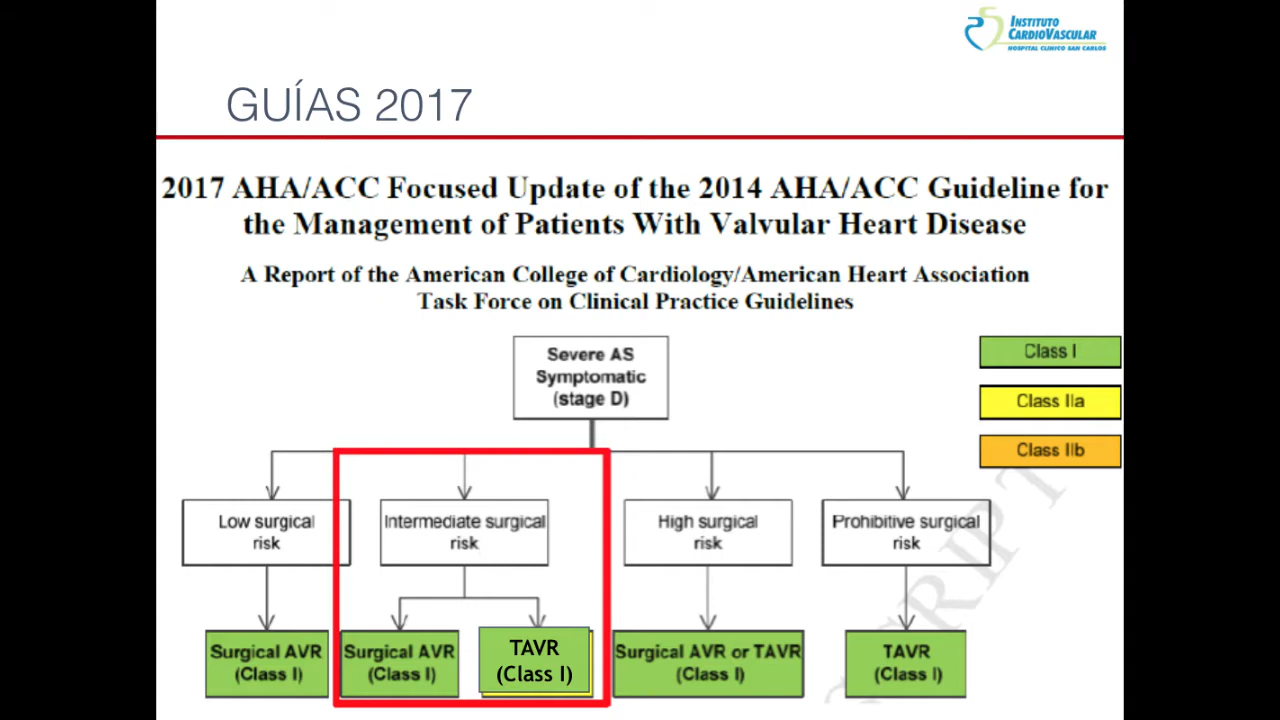 INSTITUTO
CARDIOVASCULAR
HOSPITAL CLINICO SAN CARLOS
GUÍAS 2017
2017 AHA/ACC Focused Update of the 2014 AHA/ACC Guideline for
the Management of Patients With Valvular Heart Disease
A Report of the American College of Cardiology/American Heart Association
Task Force on Clinical Practice Guidelines
Severe AS
Symptomatic
(stage D)
Class I
Class IIa
Class IIb
Low surgical
risk
Intermediate surgical
risk
High surgical
risk
Prohibitive surgical
risk
Surgical AVR
(Class I)
Surgical AVR
(Class I)
TAVR
(Class I)
Surgical AVR or TAVR
(Class I)
TAVR
(Class I)